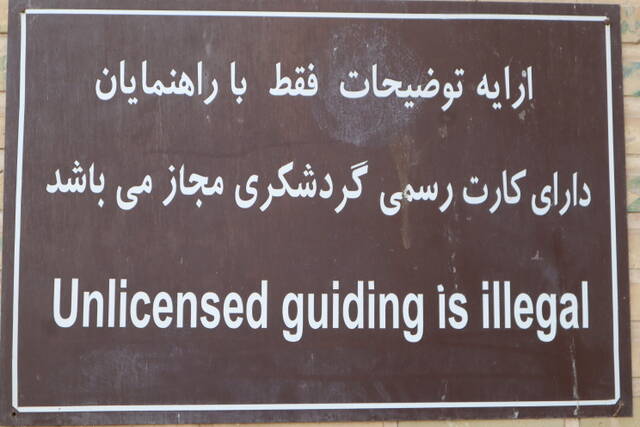 ارایه توضیحات فقط با راهنمایان
دارای کارت رسمی گردشگری مجاز می باشد
Unlicensed guiding is illegal